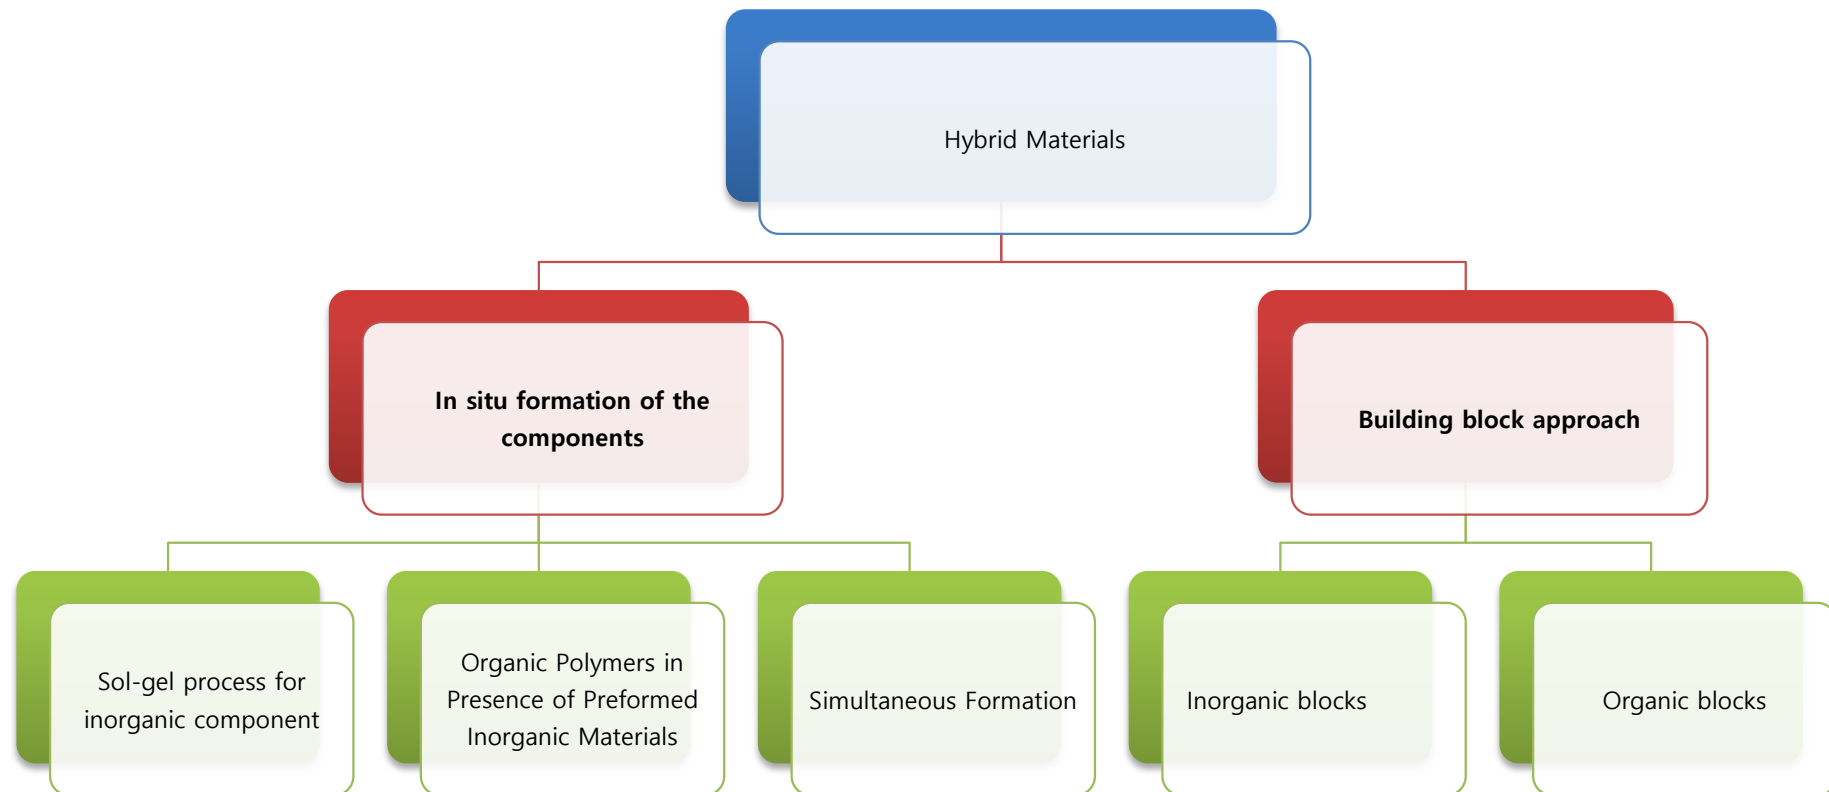 Hybrid Materials
In situ formation of the
components
Building block approach
Sol-gel process for
inorganic component
Organic Polymers in
Presence of Preformed
Inorganic Materials
Simultaneous Formation
Inorganic blocks
Organic blocks